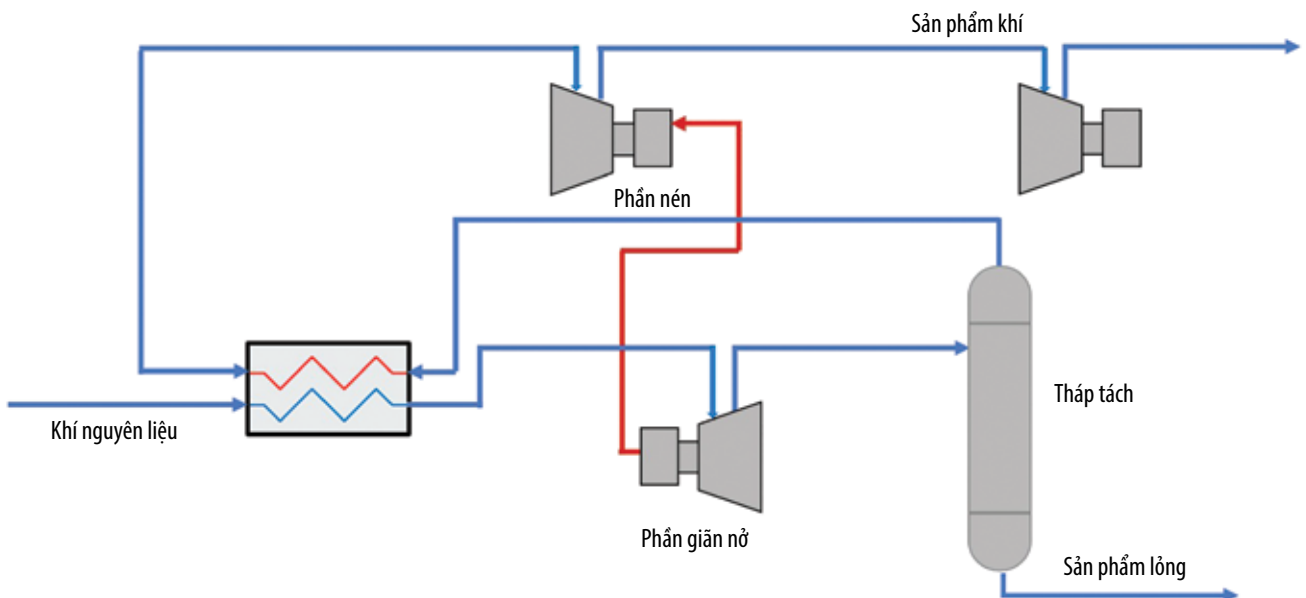 Sản phẩm khí
Phần nén
Khí nguyên liệu
Tháp tách
Phần giãn nở
Sản phẩm lỏng